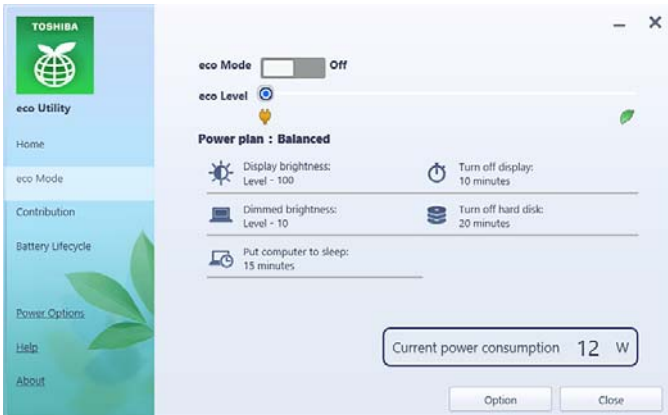 TOSHIBA
eco Utility
Home
eco Mode
Contribution
Battery Lifecycle
Power Options
Help
About
eco Mode Off
eco Level
Power plan : Balanced
Display brightness:
Level - 100
Turn off display:
10 minutes
Dimmed brightness:
Level - 10
Turn off hard disk:
20 minutes
Put computer to sleep:
15 minutes
Current power consumption 12 W
Option Close